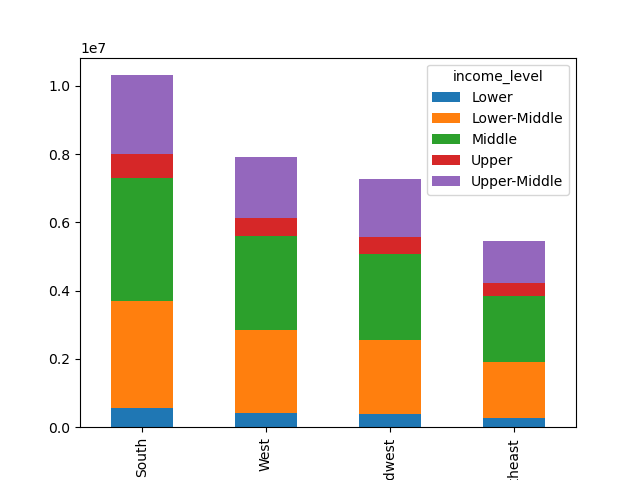 1e7
income_level
Lower
Lower-Middle
Middle
Upper
Upper-Middle
1.0
0.8
0.6
0.4
0.2
0.0
South
West
dwest
theast